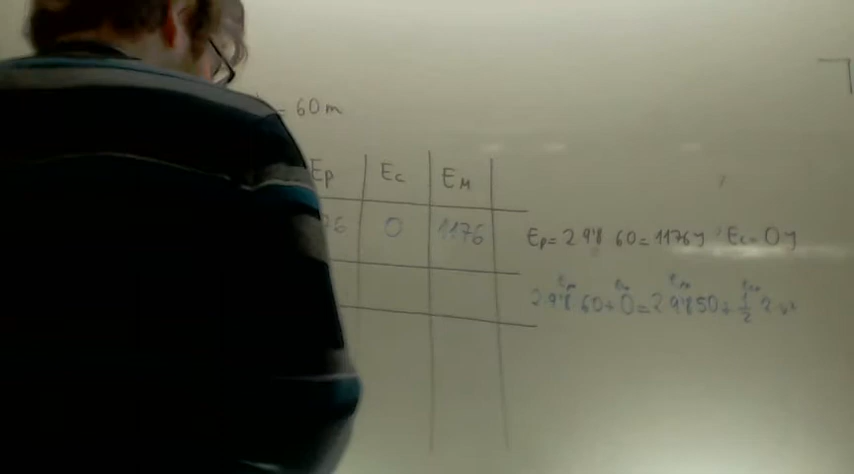 = 60 m
Ep Ec EM
76 0 1176
Ep = 2 9'8 60 = 1176 J Ec = 0 J
2 9'8 60 + 0 = 2 9'8 50 + 1/2 2 v²